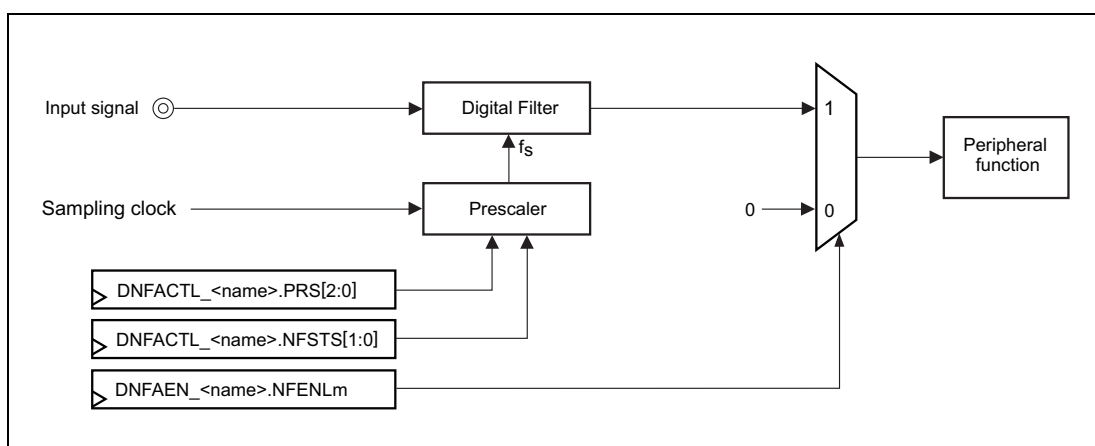 Input signal
Digital Filter
1
Peripheral
function
fs
Sampling clock
Prescaler
0
0
DNFACTL_<name>.PRS[2:0]
DNFACTL_<name>.NFSTS[1:0]
DNFAEN_<name>.NFENLm